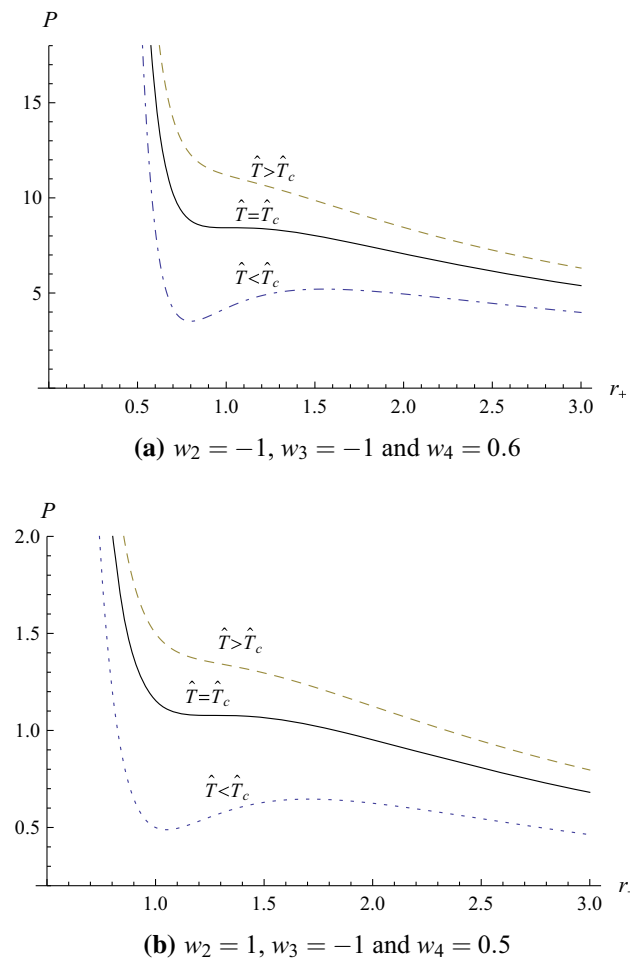 P
15
10
5
T̂>T̂c
T̂=T̂c
T̂<T̂c
0.5 1.0 1.5 2.0 2.5 3.0 r+
(a) w2 = −1, w3 = −1 and w4 = 0.6
P
2.0
1.5
1.0
0.5
T̂>T̂c
T̂=T̂c
T̂<T̂c
1.0 1.5 2.0 2.5 3.0 r
(b) w2 = 1, w3 = −1 and w4 = 0.5